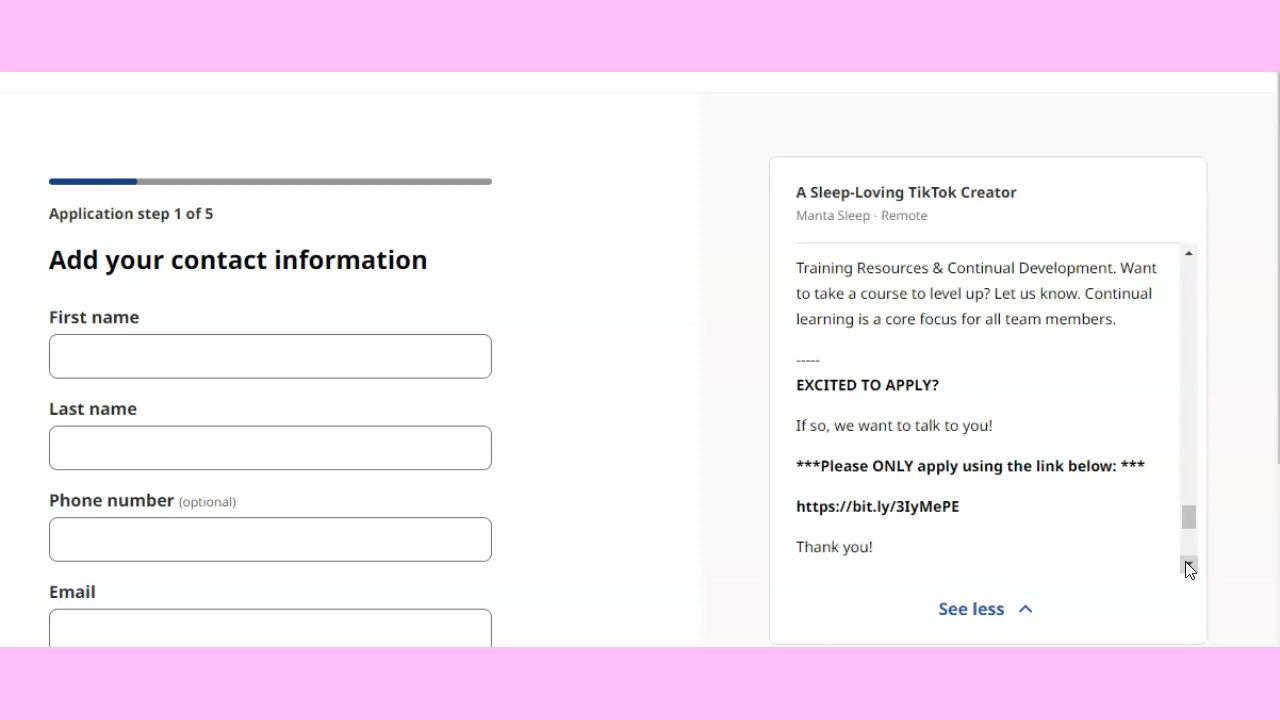 Application step 1 of 5
Add your contact information
First name
Last name
Phone number (optional)
Email
A Sleep-Loving TikTok Creator
Manta Sleep - Remote
Training Resources & Continual Development. Want
to take a course to level up? Let us know. Continual
learning is a core focus for all team members.
-----
EXCITED TO APPLY?
If so, we want to talk to you!
***Please ONLY apply using the link below: ***
https://bit.ly/3IyMePE
Thank you!
See less